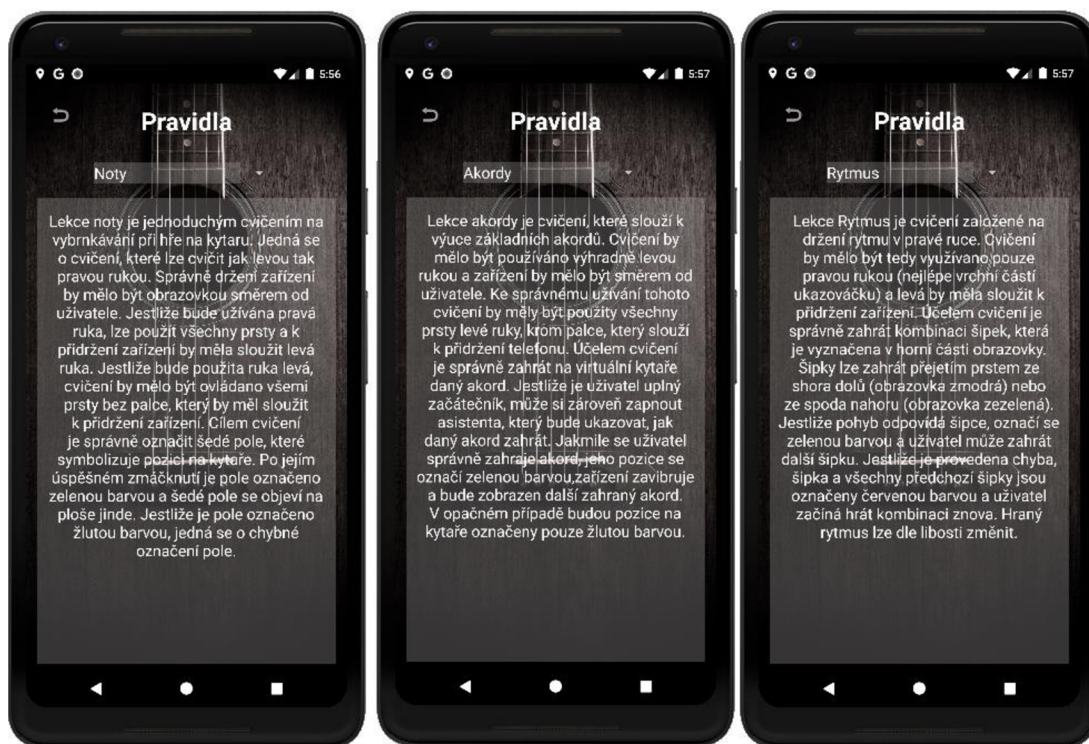 5:56
Pravidla
Noty
Lekce noty je jednoduchým cvičením na
vybrnkávání při hře na kytaru. Jedná se
o cvičení, které lze cvičit jak levou tak
pravou rukou. Správně držení zařízení
by mělo být obrazovkou směrem od
uživatele. Jestliže bude užívána pravá
ruka, lze použít všechny prsty a k
přidržení zařízení by měla sloužit levá
ruka. Jestliže bude použita ruka levá,
cvičení by mělo být ovládano všemi
prsty bez palce, který by měl sloužit
k přidržení zařízení. Cílem cvičení
je správně označit šedé pole, které
symbolizuje pozici na kytaře. Po jejím
úspěšném zmáčknutí je pole označeno
zelenou barvou a šedé pole se objeví na
ploše jinde. Jestliže je pole označeno
žlutou barvou, jedná se o chybné
označení pole.
5:57
Pravidla
Akordy
Lekce akordy je cvičení, které slouží k
výuce základních akordů. Cvičení by
mělo být používáno výhradně levou
rukou a zařízení by mělo být směrem od
uživatele. Ke správnému užívání tohoto
cvičení by měly být použity všechny
prsty levé ruky, krom palce, který slouží
k přidržení telefonu. Účelem cvičení
je správně zahrát na virtuální kytaře
daný akord. Jestliže je uživatel uplný
začátečník, může si zároveň zapnout
asistenta, který bude ukazovat, jak
daný akord zahrát. Jakmile se uživatel
správně zahraje akord, jeho pozice se
označí zelenou barvou,zařízení zavibruje
a bude zobrazen další zahraný akord.
V opačném případě budou pozice na
kytaře označeny pouze žlutou barvou.
5:57
Pravidla
Rytmus
Lekce Rytmus je cvičení založené na
držení rytmu v pravé ruce. Cvičení
by mělo být tedy využíváno pouze
pravou rukou (nejlépe vrchní částí
ukazováčku) a levá by měla sloužit k
přidržení zařízení. Účelem cvičení je
správně zahrát kombinaci šipek, která
je vyznačena v horní části obrazovky.
Šipky lze zahrát přejetím prstem ze
shora dolů (obrazovka zmodrá) nebo
ze spoda nahoru (obrazovka zezelená).
Jestliže pohyb odpovídá šipce, označí se
zelenou barvou a uživatel může zahrát
další šipku. Jestliže je provedena chyba,
šipka a všechny předchozí šipky jsou
označeny červenou barvou a uživatel
začíná hrát kombinaci znova. Hraný
rytmus lze dle libosti změnit.